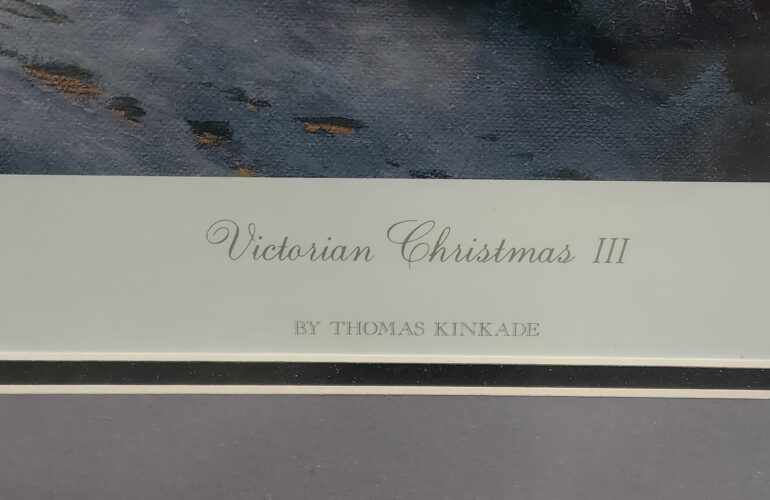 Victorian Christmas III
BY THOMAS KINKADE